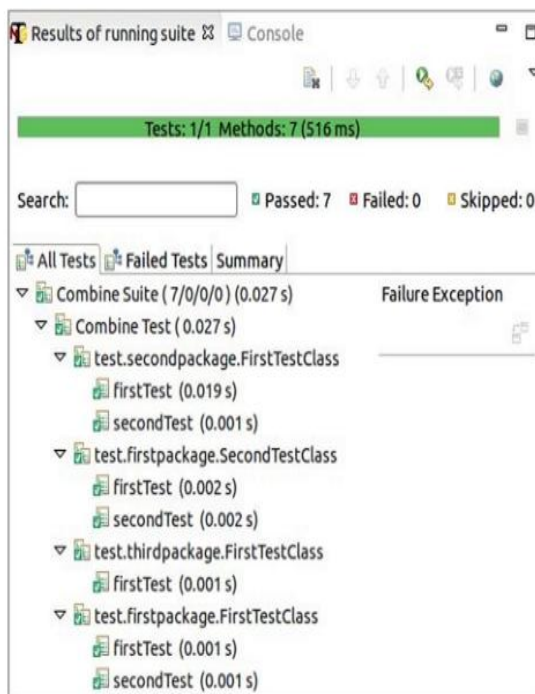 Results of running suite Console
Tests: 1/1 Methods: 7 (516 ms)
Search: Passed: 7 Failed: 0 Skipped: 0
All Tests Failed Tests Summary
Combine Suite ( 7/0/0/0 ) (0.027 s) Failure Exception
Combine Test ( 0.027 s)
test.secondpackage.FirstTestClass
firstTest (0.019 s)
secondTest (0.001 s)
test.firstpackage.SecondTestClass
firstTest (0.002 s)
secondTest (0.002 s)
test.thirdpackage.FirstTestClass
firstTest (0.001 s)
test.firstpackage.FirstTestClass
firstTest (0.001 s)
secondTest (0.001 s)